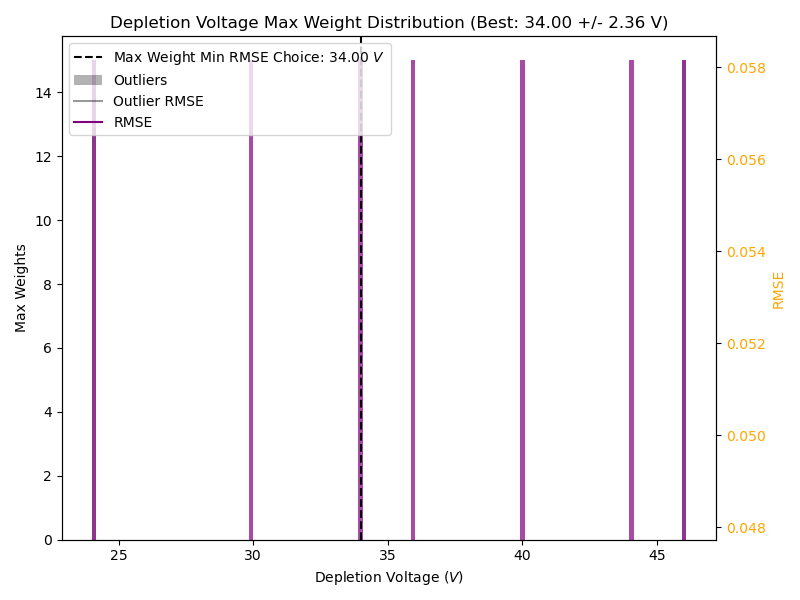 Depletion Voltage Max Weight Distribution (Best: 34.00 +/- 2.36 V)
Max Weight Min RMSE Choice: 34.00 V
Outliers
Outlier RMSE
RMSE
Max Weights
14
12
10
8
6
4
2
0
25
30
35
40
45
Depletion Voltage (V)
0.058
0.056
0.054
0.052
0.050
0.048
RMSE